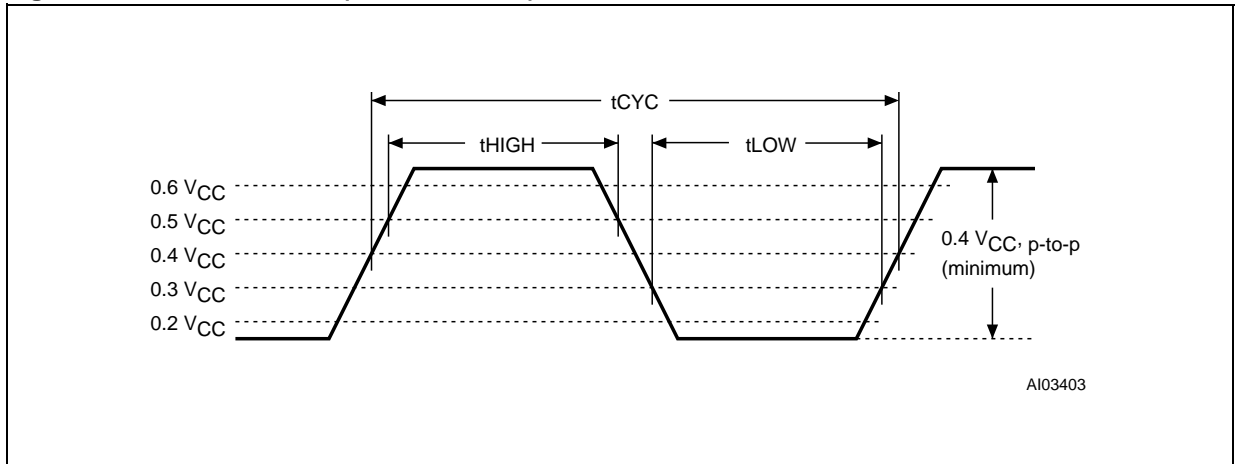 tCYC
tHIGH
tLOW
0.6 VCC
0.5 VCC
0.4 VCC
0.3 VCC
0.2 VCC
0.4 VCC, p-to-p
(minimum)
AI03403